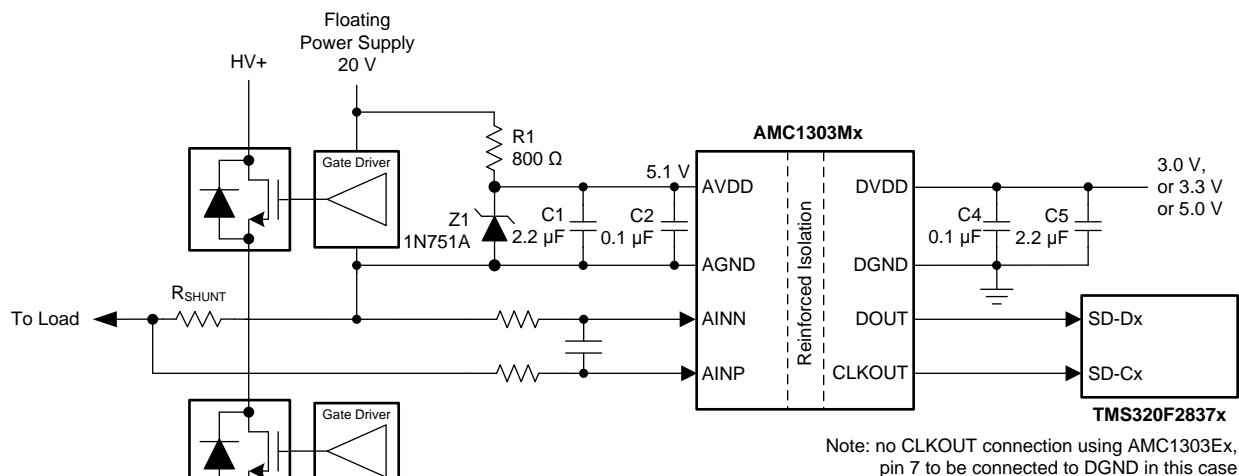 Floating
Power Supply
20 V
HV+
R1
800 Ω
AMC1303Mx
Gate Driver
5.1 V
AVDD
DVDD
3.0 V,
or 3.3 V
or 5.0 V
Z1
1N751A
C1
2.2 µF
C2
0.1 µF
Reinforced Isolation
C4
0.1 µF
C5
2.2 µF
AGND
DGND
To Load
RSHUNT
AINN
DOUT
SD-Dx
AINP
CLKOUT
SD-Cx
TMS320F2837x
Gate Driver
Note: no CLKOUT connection using AMC1303Ex,
pin 7 to be connected to DGND in this case